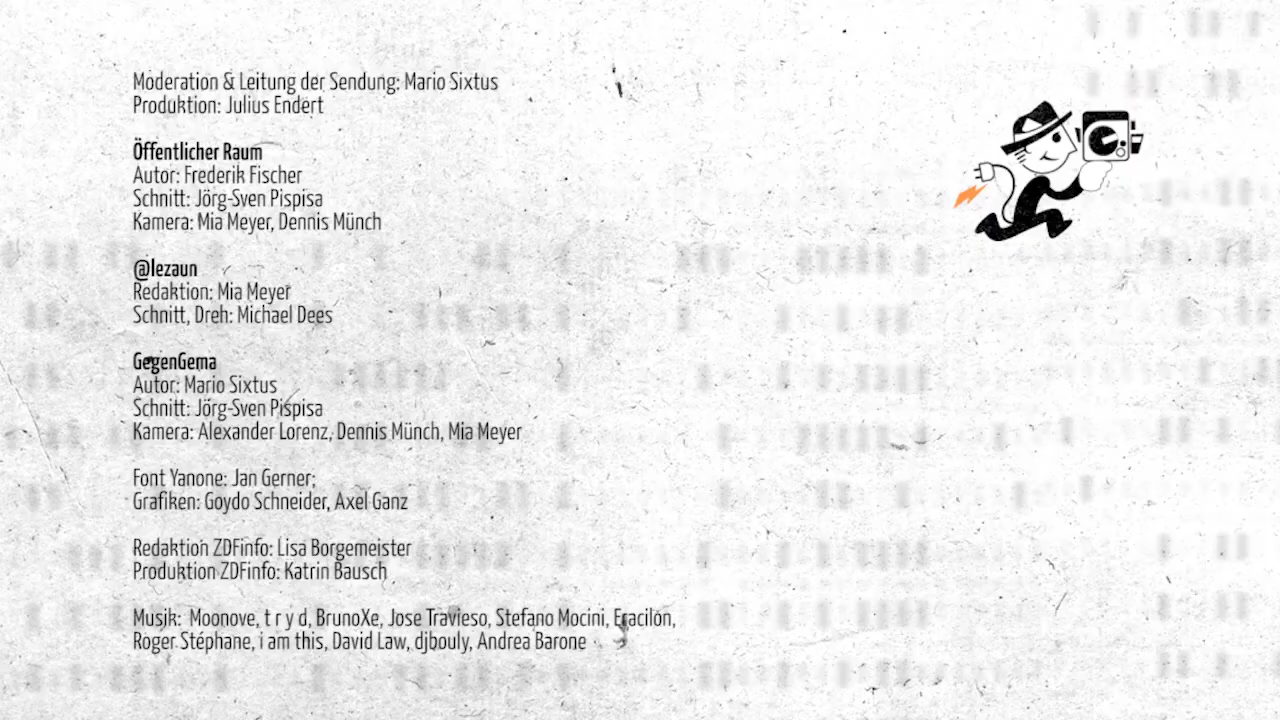 Moderation & Leitung der Sendung: Mario Sixtus
Produktion: Julius Endert
Öffentlicher Raum
Autor: Frederik Fischer
Schnitt: Jörg-Sven Pispisa
Kamera: Mia Meyer, Dennis Münch
@lezaun
Redaktion: Mia Meyer
Schnitt, Dreh: Michael Dees
GegenGema
Autor: Mario Sixtus
Schnitt: Jörg-Sven Pispisa
Kamera: Alexander Lorenz, Dennis Münch, Mia Meyer
Font Yanone: Jan Gerner;
Grafiken: Goydo Schneider, Axel Ganz
Redaktion ZDFinfo: Lisa Borgemeister
Produktion ZDFinfo: Katrin Bausch
Musik: Moonove, t r y d, BrunoXe, Jose Travieso, Stefano Mocini, Eracilon,
Roger Stéphane, i am this, David Law, djbouly, Andrea Barone